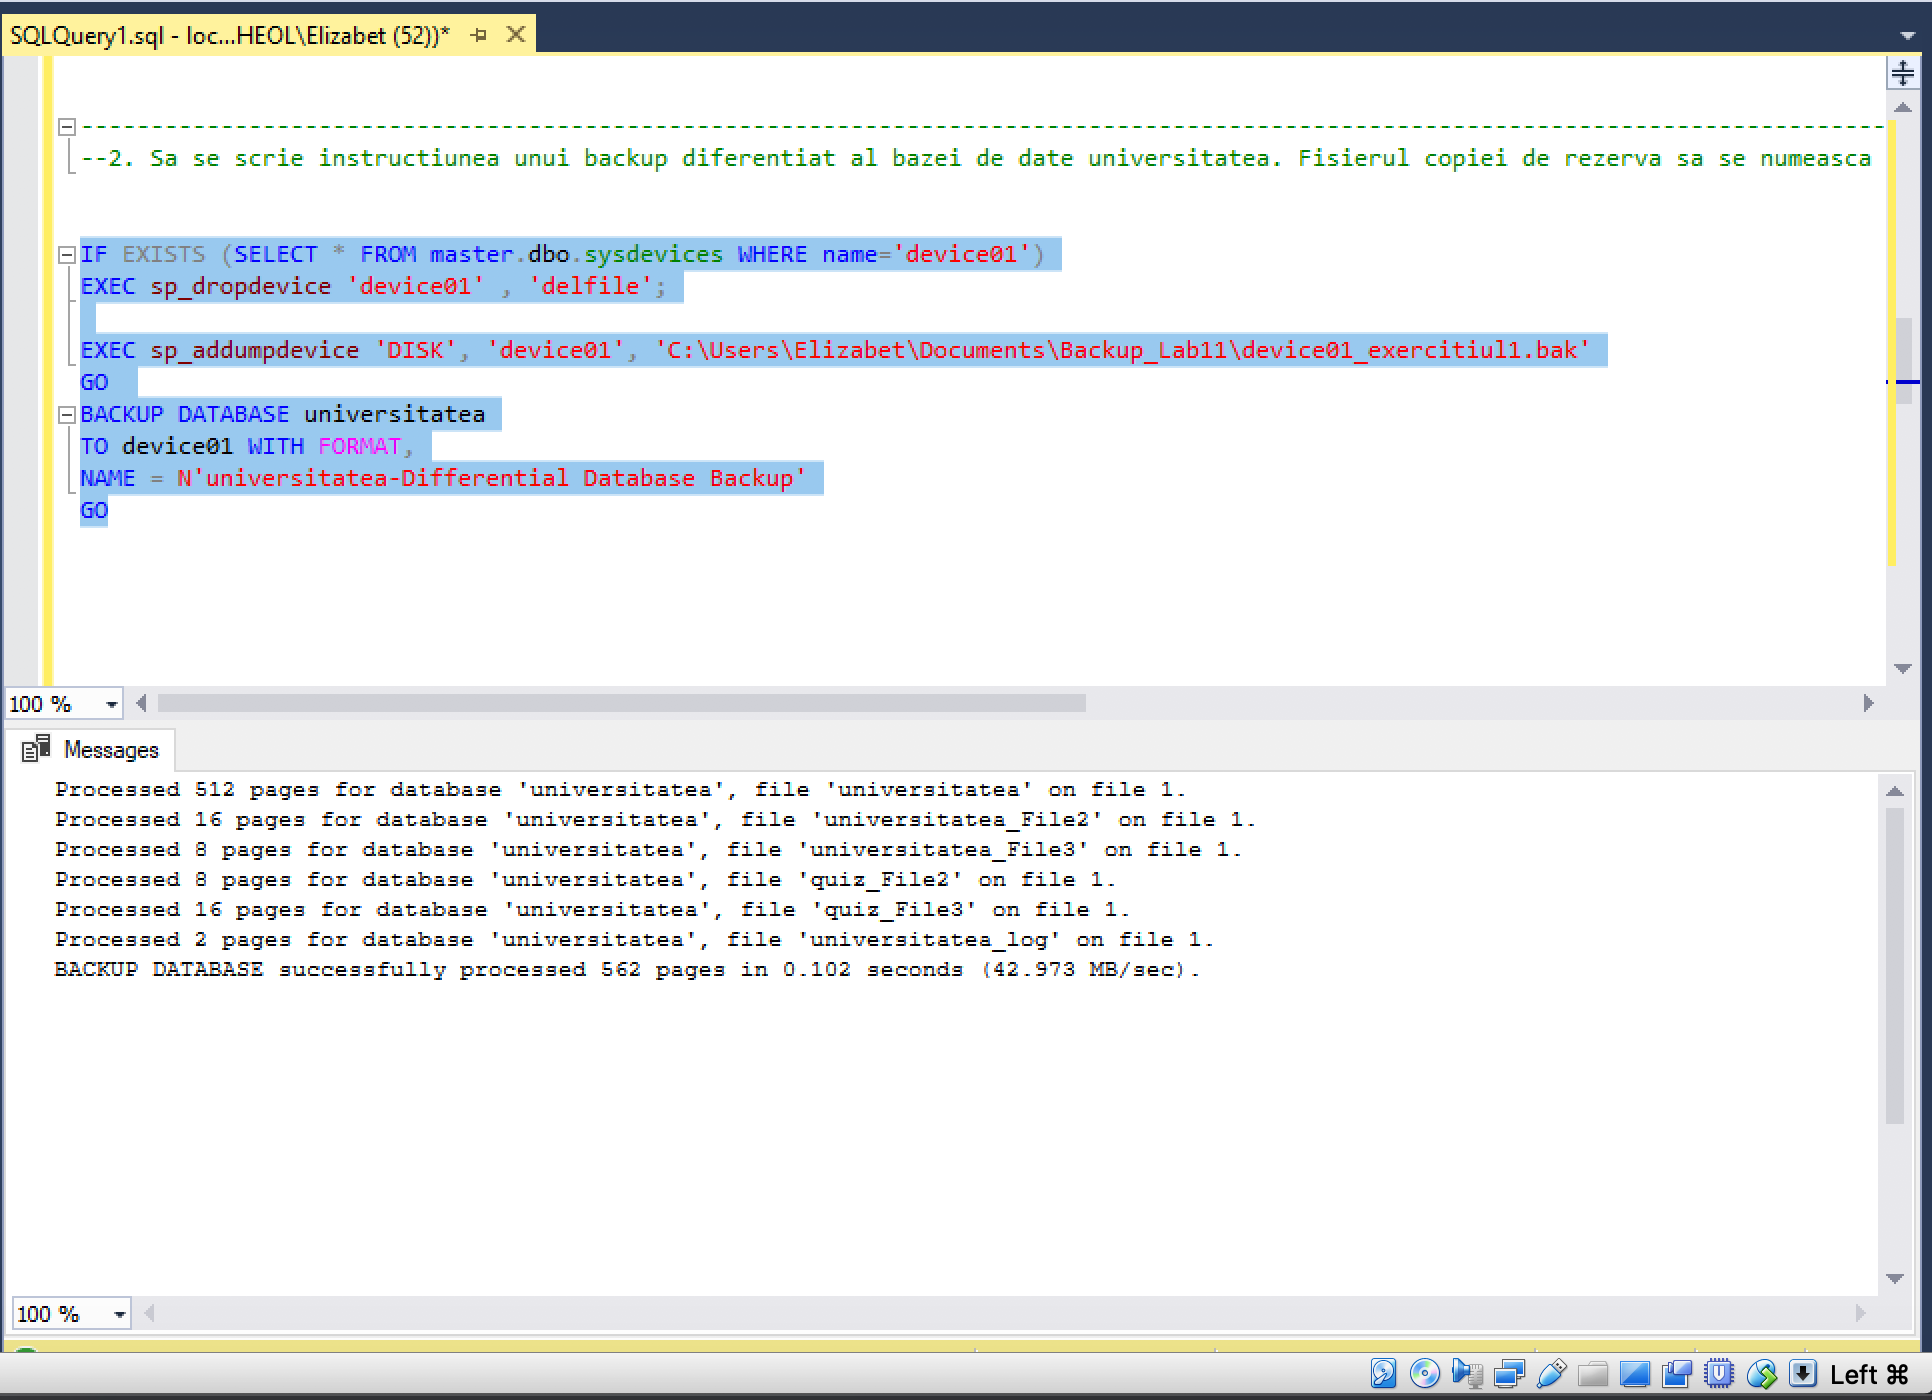 SQLQuery1.sql - loc...HEOL\Elizabet (52))*
--------------------------------------------------------------------------------------------------------------------------------
--2. Sa se scrie instructiunea unui backup diferentiat al bazei de date universitatea. Fisierul copiei de rezerva sa se numeasca
IF EXISTS (SELECT * FROM master.dbo.sysdevices WHERE name='device01')
EXEC sp_dropdevice 'device01' , 'delfile';
EXEC sp_addumpdevice 'DISK', 'device01', 'C:\Users\Elizabet\Documents\Backup_Lab11\device01_exercitiul1.bak'
GO
BACKUP DATABASE universitatea
TO device01 WITH FORMAT,
NAME = N'universitatea-Differential Database Backup'
GO
100 %
Messages
Processed 512 pages for database 'universitatea', file 'universitatea' on file 1.
Processed 16 pages for database 'universitatea', file 'universitatea_File2' on file 1.
Processed 8 pages for database 'universitatea', file 'universitatea_File3' on file 1.
Processed 8 pages for database 'universitatea', file 'quiz_File2' on file 1.
Processed 16 pages for database 'universitatea', file 'quiz_File3' on file 1.
Processed 2 pages for database 'universitatea', file 'universitatea_log' on file 1.
BACKUP DATABASE successfully processed 562 pages in 0.102 seconds (42.973 MB/sec).
100 %
Left ⌘